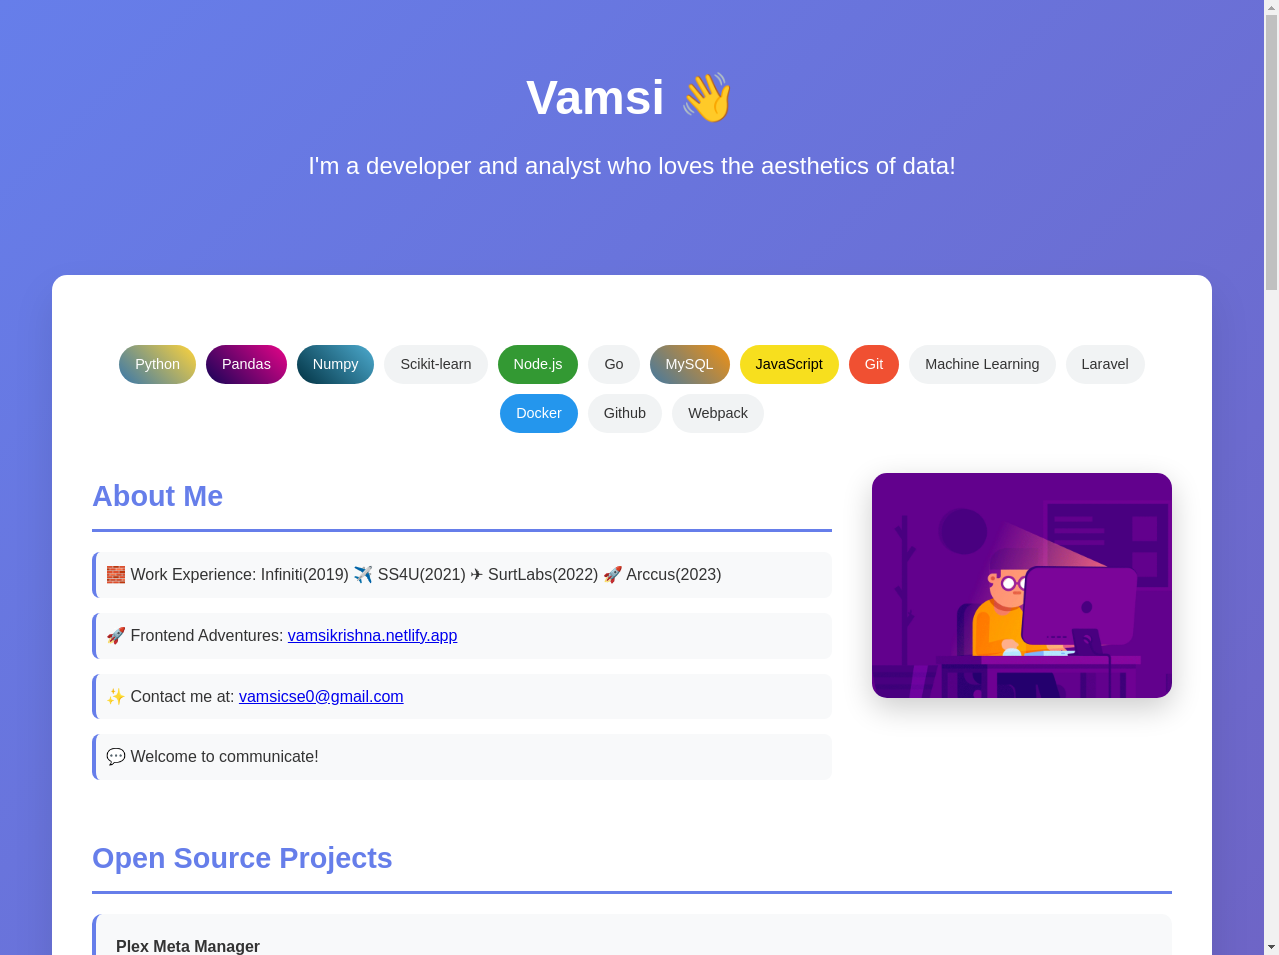 Vamsi 👋
I'm a developer and analyst who loves the aesthetics of data!
Python Pandas Numpy Scikit-learn Node.js Go MySQL JavaScript Git Machine Learning Laravel
Docker Github Webpack
About Me
🧱 Work Experience: Infiniti(2019) ✈️ SS4U(2021) ✈ SurtLabs(2022) 🚀 Arccus(2023)
🚀 Frontend Adventures: vamsikrishna.netlify.app
✨ Contact me at: vamsicse0@gmail.com
💬 Welcome to communicate!
Open Source Projects
Plex Meta Manager